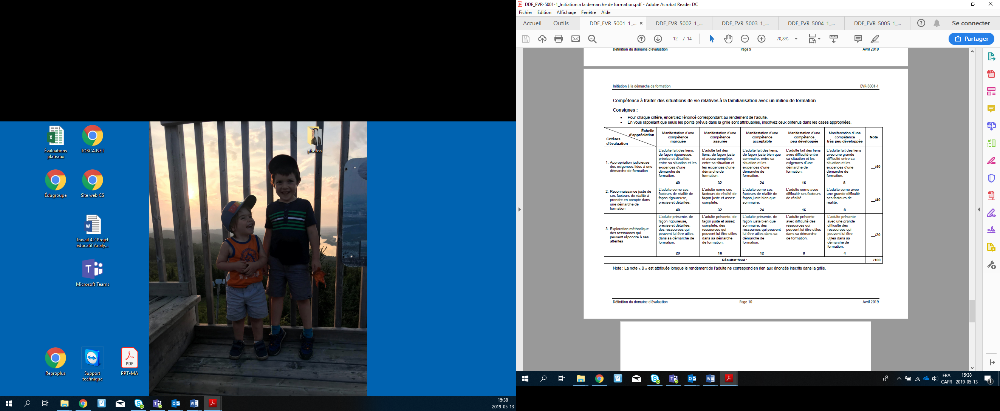 Évaluations
plateaux
TOSCA.NET
photos
Édugroupe
Site web CS
Travail 4.2 Projet
éducatif Analy...
Microsoft Teams
Reproplus
Support
technique
PDF
PPT-MA
15:38
2019-05-13
DDE_EVR-5001-1_Initiation a la demarche de formation.pdf - Adobe Acrobat Reader DC
Fichier Edition Affichage Fenêtre Aide
Accueil Outils DDE_EVR-5001-1_... DDE_EVR-5002-1_... DDE_EVR-5003-1_... DDE_EVR-5004-1_... DDE_EVR-5005-1_... Se connecter
12 / 14 70,8% Partager
Définition du domaine d'évaluation Page 9 Avril 2019
Initiation à la démarche de formation EVR-5001-1
Compétence à traiter des situations de vie relatives à la familiarisation avec un milieu de formation
Consignes :
• Pour chaque critère, encerclez l'énoncé correspondant au rendement de l'adulte.
• En vous rappelant que seuls les points prévus dans la grille sont attribuables, inscrivez ceux obtenus dans les cases appropriées.
Échelle
d'appréciation
Critères
d'évaluation
Manifestation d'une
compétence
marquée
Manifestation d'une
compétence
assurée
Manifestation d'une
compétence
acceptable
Manifestation d'une
compétence
peu développée
Manifestation d'une
compétence
très peu développée
Note
1. Appropriation judicieuse
des exigences liées à une
démarche de formation
L'adulte fait des liens,
de façon rigoureuse,
précise et détaillée,
entre sa situation et les
exigences d'une
démarche de
formation.
40
L'adulte fait des
liens, de façon juste
et assez complète,
entre sa situation et
les exigences d'une
démarche de
formation.
32
L'adulte fait des liens,
de façon juste bien que
sommaire, entre sa
situation et les
exigences d'une
démarche de
formation.
24
L'adulte fait des liens
avec difficulté entre
sa situation et les
exigences d'une
démarche de
formation.
16
L'adulte fait des liens
avec une grande
difficulté entre sa
situation et les
exigences d'une
démarche de
formation.
8
__/40
2. Reconnaissance juste de
ses facteurs de réalité à
prendre en compte dans
une démarche de
formation
L'adulte cerne ses
facteurs de réalité de
façon rigoureuse,
précise et détaillée.
40
L'adulte cerne ses
facteurs de réalité de
façon juste et assez
complète.
32
L'adulte cerne ses
facteurs de réalité de
façon juste bien que
sommaire.
24
L'adulte cerne avec
difficulté ses facteurs
de réalité.
16
L'adulte cerne avec
une grande difficulté
ses facteurs de
réalité.
8
__/40
3. Exploration méthodique
des ressources qui
peuvent répondre à ses
attentes
L'adulte présente, de
façon rigoureuse,
précise et détaillée,
des ressources qui
peuvent lui être utiles
dans sa démarche de
formation.
20
L'adulte présente, de
façon juste et assez
complète, des
ressources qui
peuvent lui être utiles
dans sa démarche
de formation.
16
L'adulte présente, de
façon juste bien que
sommaire, des
ressources qui peuvent
lui être utiles dans sa
démarche de
formation.
12
L'adulte présente
avec difficulté des
ressources qui
peuvent lui être utiles
dans sa démarche
de formation.
8
L'adulte présente
avec une grande
difficulté des
ressources qui
peuvent lui être
utiles dans sa
démarche de
formation.
4
__/20
Résultat final :
___/100
Note : La note « 0 » est attribuée lorsque le rendement de l'adulte ne correspond en rien aux énoncés inscrits dans la grille.
Définition du domaine d'évaluation Page 10 Avril 2019
FRA
CAFR
15:38
2019-05-13
1